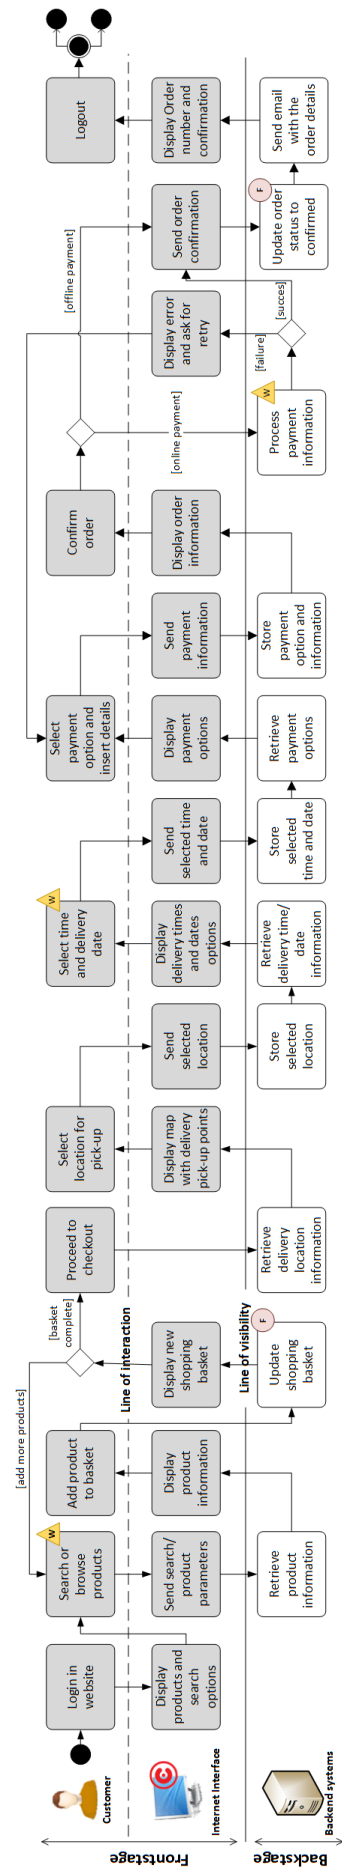 Frontstage
Backstage
Customer
Internet Interface
Backend systems
Line of interaction
Line of visibility
Login in
website
Display
products and
search
options
W
Search or
browse
products
Send search/
product
parameters
Retrieve
product
information
Display
product
information
Add product
to basket
F
Update
shopping
basket
Display new
shopping
basket
[add more products]
[basket
complete]
Proceed to
checkout
Retrieve
delivery
location
information
Display map
with delivery
pick-up points
Select
location for
pick-up
Send
selected
location
Store
selected
location
Retrieve
delivery time/
date
information
Display
delivery times
and dates
options
W
Select time
and delivery
date
Send
selected time
and date
Store
selected
time and date
Retrieve
payment
options
Display
payment
options
Select
payment
option and
insert details
Send
payment
information
Store
payment
option and
information
Display order
information
Confirm
order
[online payment]
[offline payment]
W
Process
payment
information
[failure]
[succes]
Display error
and ask for
retry
Send order
confirmation
F
Update order
status to
confirmed
Send email
with the
order details
Display Order
number and
confirmation
Logout